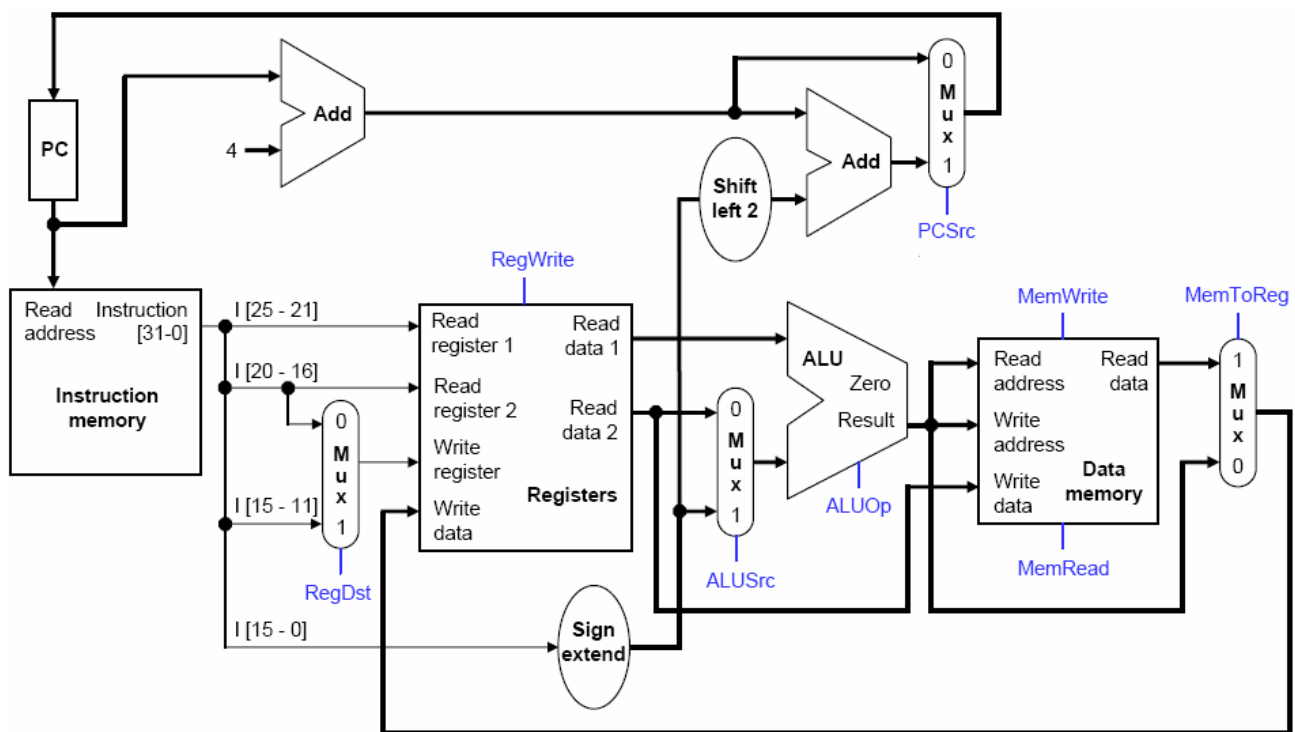 PC
4
Add
Shift
left 2
Add
0
M
u
x
1
PCSrc
Read
address
Instruction
[31-0]
Instruction
memory
I [25 - 21]
I [20 - 16]
I [15 - 11]
I [15 - 0]
0
M
u
x
1
RegDst
RegWrite
Read
register 1
Read
register 2
Write
register
Write
data
Read
data 1
Read
data 2
Registers
Sign
extend
0
M
u
x
1
ALUSrc
ALU
Zero
Result
ALUOp
MemWrite
Read
address
Write
address
Write
data
Read
data
Data
memory
MemRead
MemToReg
1
M
u
x
0